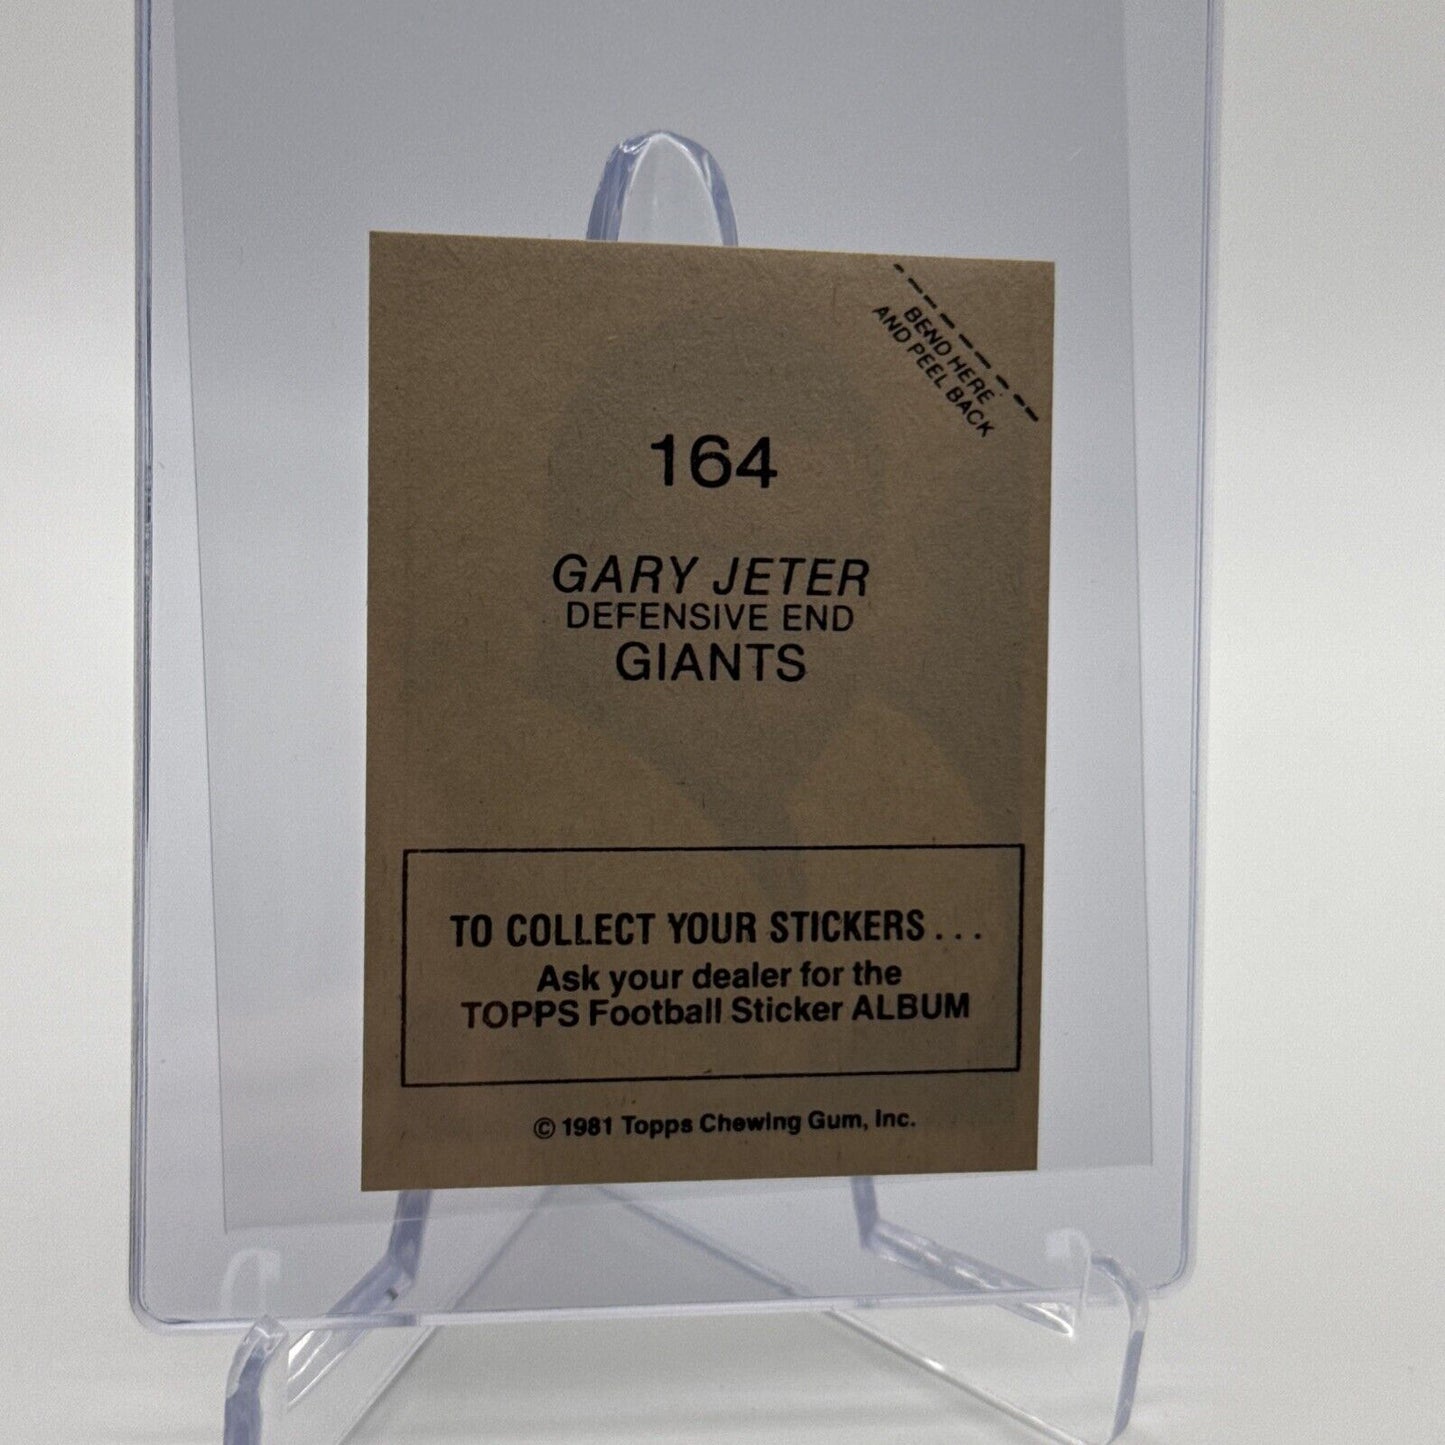 BEND HERE
AND PEEL BACK
164
GARY JETER
DEFENSIVE END
GIANTS
TO COLLECT YOUR STICKERS...
Ask your dealer for the
TOPPS Football Sticker ALBUM
© 1981 Topps Chewing Gum, Inc.